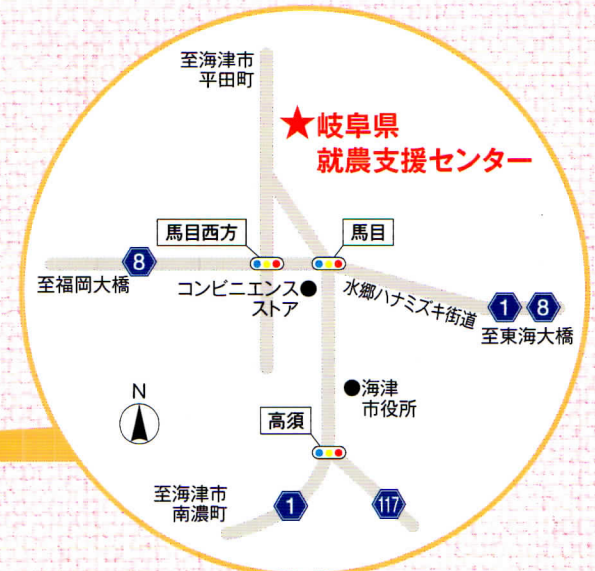 至海津市
平田町
★岐阜県
就農支援センター
馬目西方
馬目
8
至福岡大橋
コンビニエンス
ストア
水郷ハナミズキ街道
1
8
至東海大橋
N
海津
市役所
高須
至海津市
南濃町
1
117